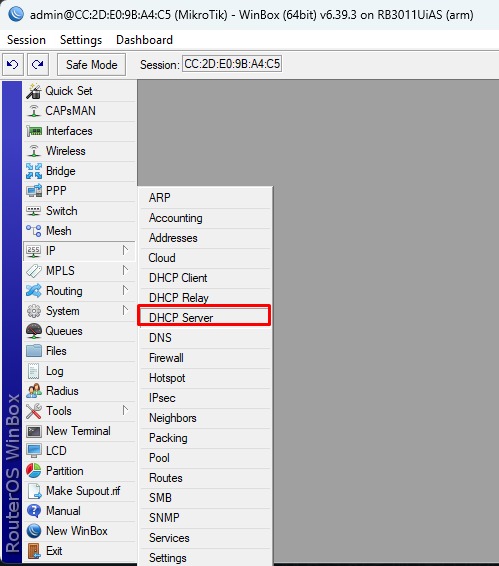 admin@CC:2D:E0:9B:A4:C5 (MikroTik) - WinBox (64bit) v6.39.3 on RB3011UiAS (arm)
Session Settings Dashboard
Safe Mode Session: CC:2D:E0:9B:A4:C5
Quick Set
CAPsMAN
Interfaces
Wireless
Bridge
PPP
Switch
Mesh
255
IP
MPLS
Routing
System
Queues
Files
Log
Radius
Tools
New Terminal
LCD
Partition
Make Supout.rif
Manual
New WinBox
Exit
ARP
Accounting
Addresses
Cloud
DHCP Client
DHCP Relay
DHCP Server
DNS
Firewall
Hotspot
IPsec
Neighbors
Packing
Pool
Routes
SMB
SNMP
Services
Settings
RouterOS WinBox